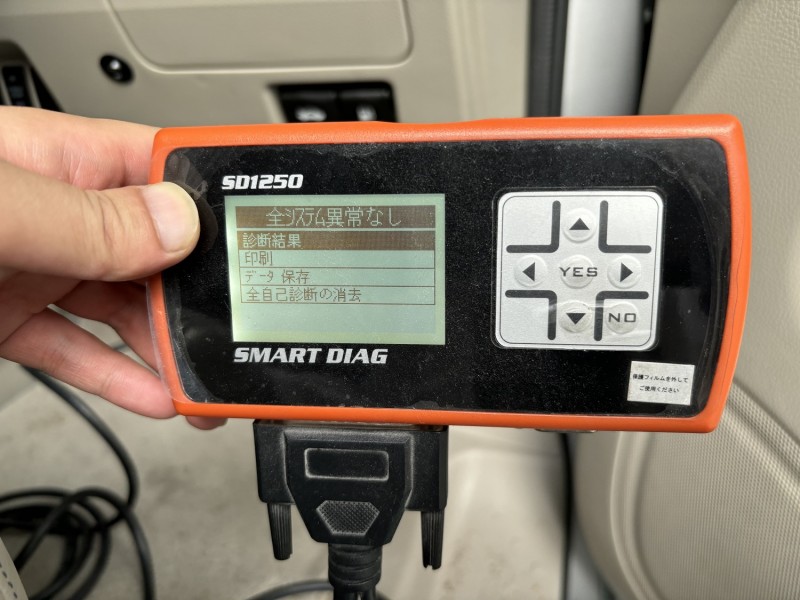 SD1250
全システム異常なし
診断結果
印刷
データ 保存
全自己診断の消去
YES
NO
SMART DIAG
保護フィルムを外して
ご使用ください